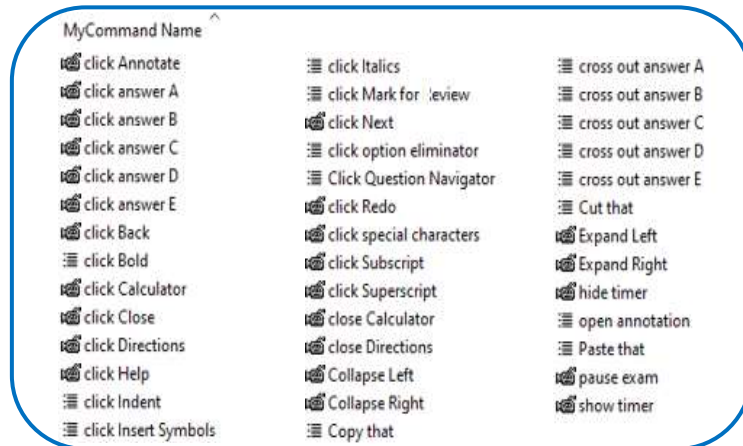 MyCommand Name
click Annotate
click answer A
click answer B
click answer C
click answer D
click answer E
click Back
click Bold
click Calculator
click Close
click Directions
click Help
click Indent
click Insert Symbols
click Italics
click Mark for eview
click Next
click option eliminator
Click Question Navigator
click Redo
click special characters
click Subscript
click Superscript
close Calculator
close Directions
Collapse Left
Collapse Right
Copy that
cross out answer A
cross out answer B
cross out answer C
cross out answer D
cross out answer E
Cut that
Expand Left
Expand Right
hide timer
open annotation
Paste that
pause exam
show timer